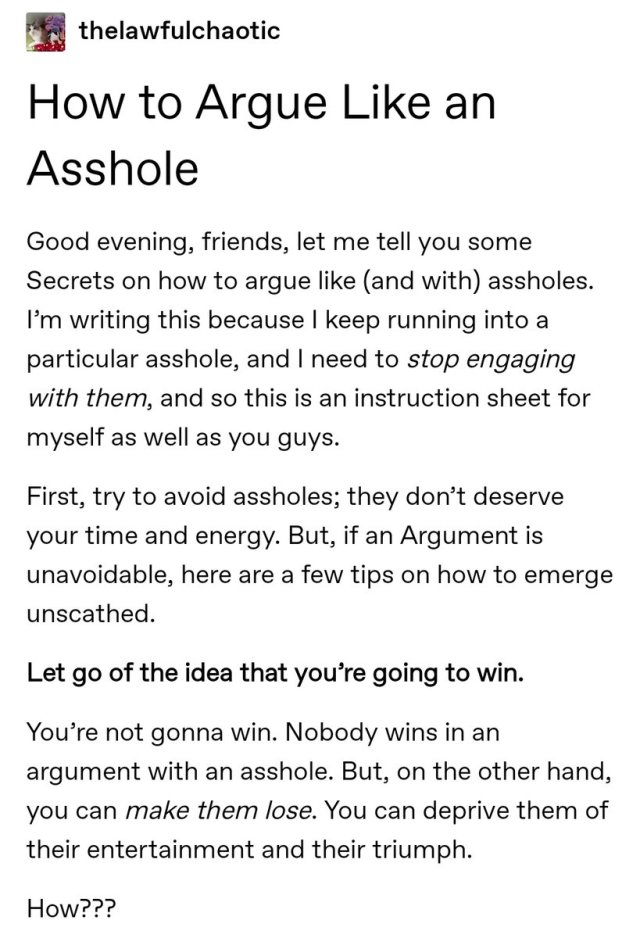 thelawfulchaotic
How to Argue Like an
Asshole
Good evening, friends, let me tell you some
Secrets on how to argue like (and with) assholes.
I’m writing this because I keep running into a
particular asshole, and I need to stop engaging
with them, and so this is an instruction sheet for
myself as well as you guys.
First, try to avoid assholes; they don’t deserve
your time and energy. But, if an Argument is
unavoidable, here are a few tips on how to emerge
unscathed.
Let go of the idea that you’re going to win.
You’re not gonna win. Nobody wins in an
argument with an asshole. But, on the other hand,
you can make them lose. You can deprive them of
their entertainment and their triumph.
How???